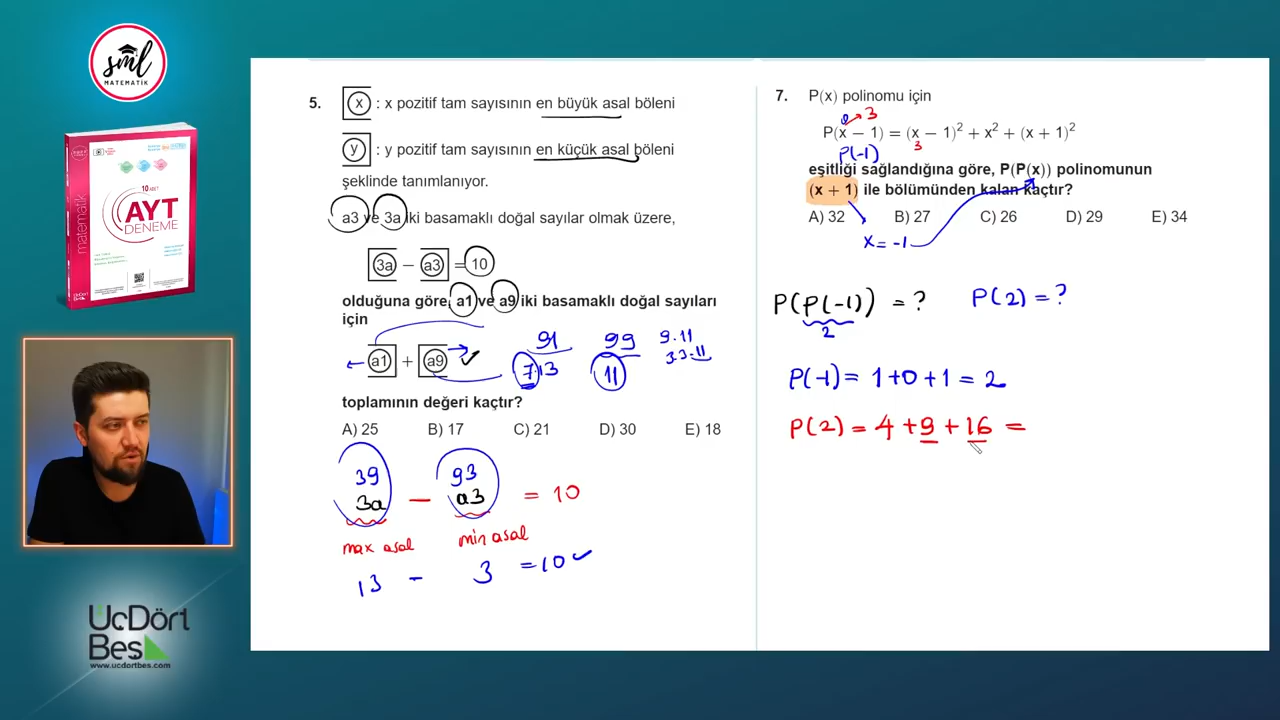 sml
MATEMATİK
10 ADET
AYT
DENEME
matematik
UcDört
Bes
www.ucdortbes.com
5. x : x pozitif tam sayısının en büyük asal böleni
y : y pozitif tam sayısının en küçük asal böleni
şeklinde tanımlanıyor.
a3 ve 3a iki basamaklı doğal sayılar olmak üzere,
3a − a3 = 10
olduğuna göre, a1 ve a9 iki basamaklı doğal sayıları
için
a1 + a9 ✓
91 99 9.11
7.13 11 3.3.11
toplamının değeri kaçtır?
A) 25 B) 17 C) 21 D) 30 E) 18
39 93
3a − a3 = 10
max asal min asal
13 − 3 = 10 ✓
7. P(x) polinomu için
2 → 3
P(x − 1) = (x − 1)² + x² + (x + 1)²
P(-1) 3
eşitliği sağlandığına göre, P(P(x)) polinomunun
(x + 1) ile bölümünden kalan kaçtır?
A) 32 B) 27 C) 26 D) 29 E) 34
x = -1
P(P(-1)) = ? P(2) = ?
2
P(-1) = 1+0+1 = 2
P(2) = 4+9+16 =